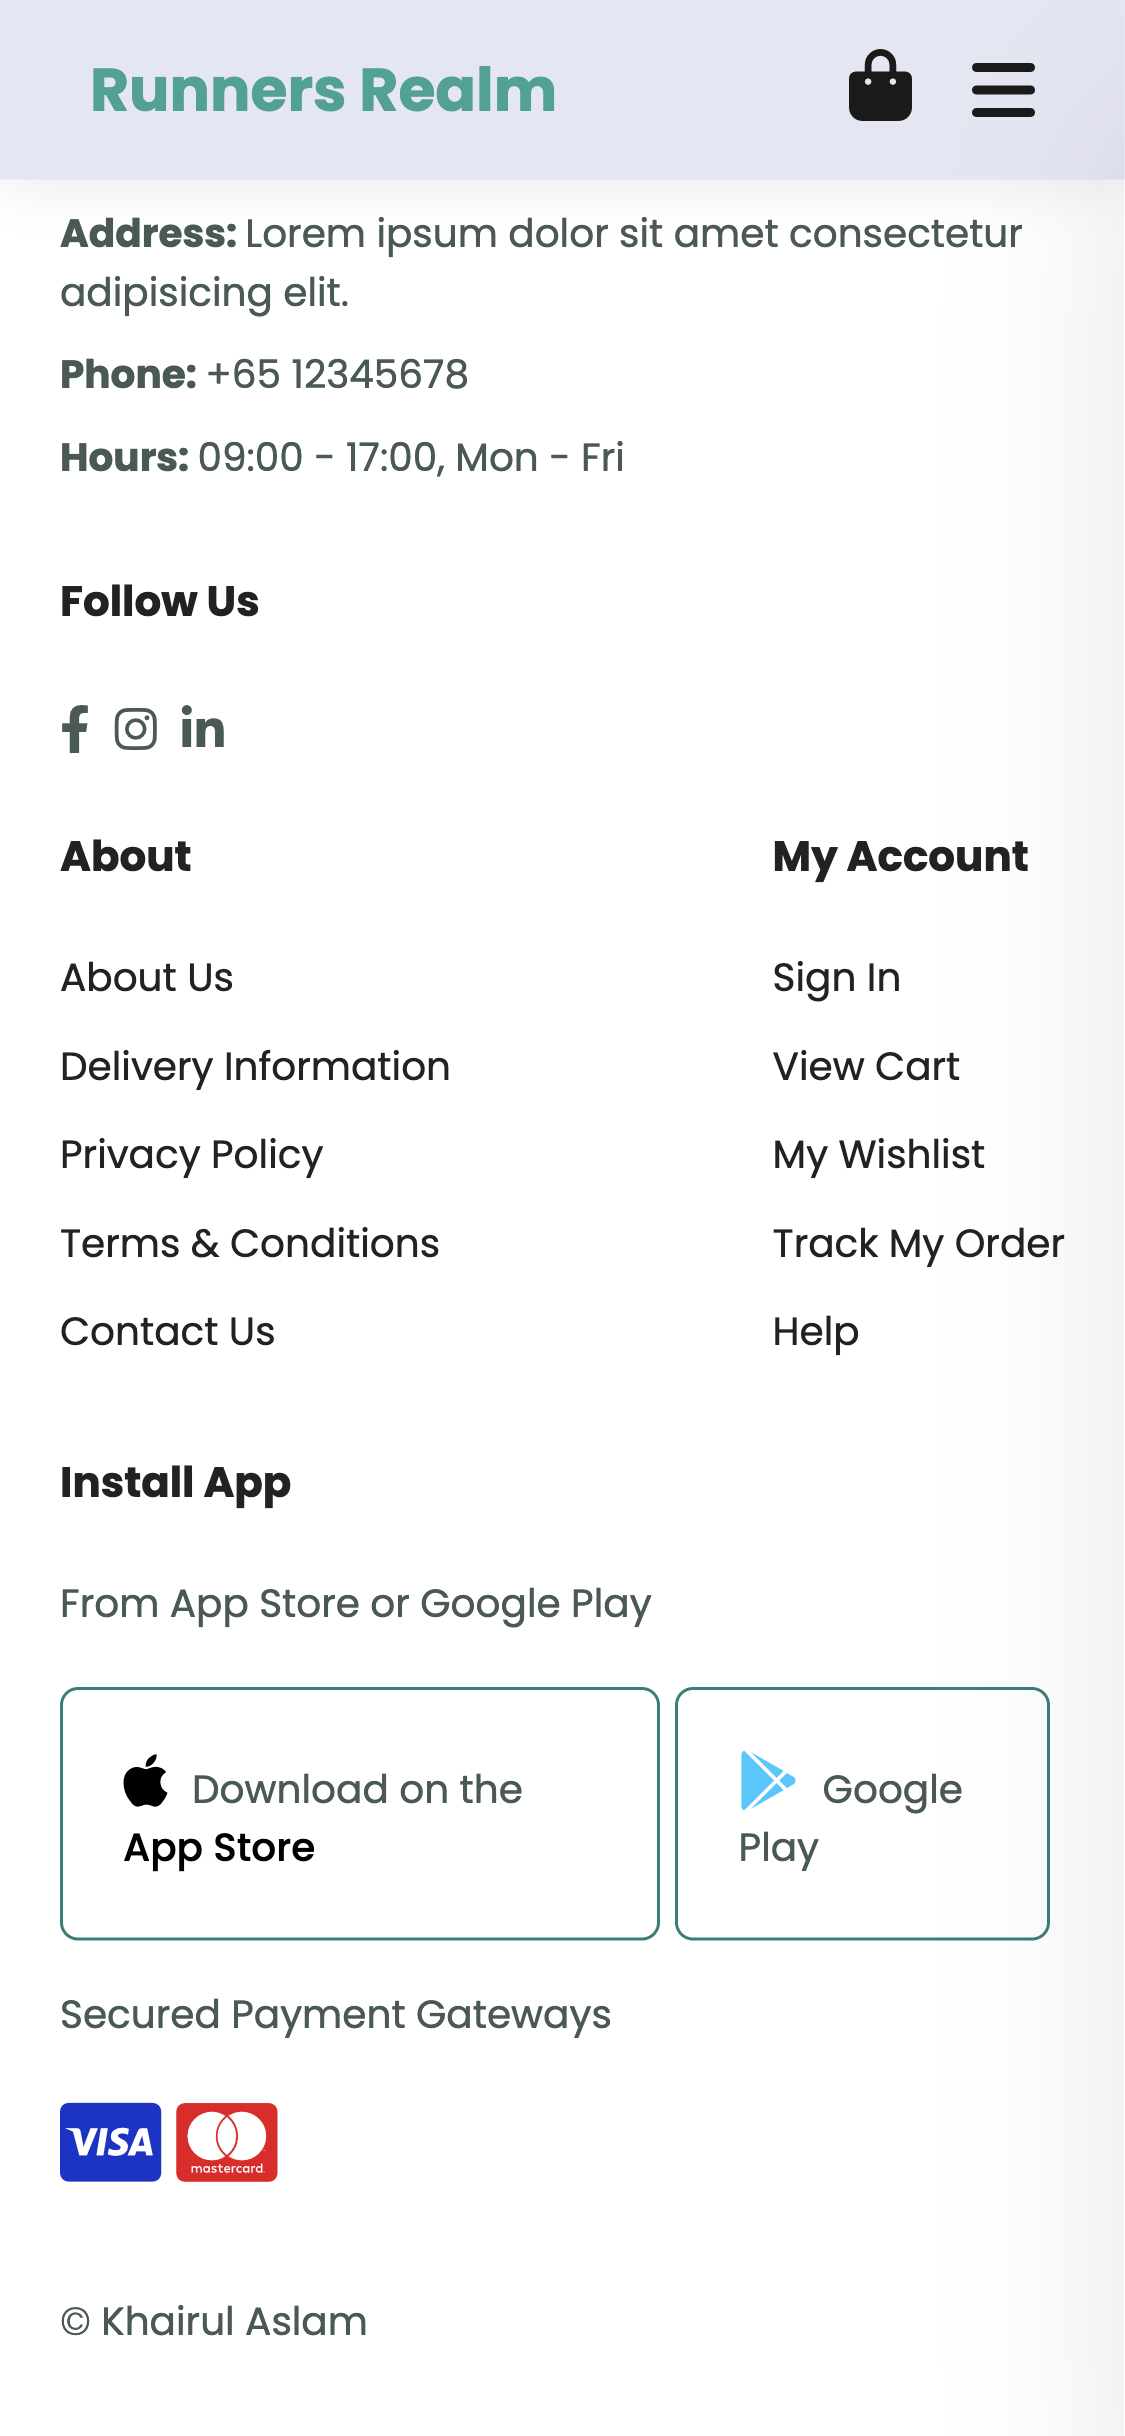 Runners Realm
Address: Lorem ipsum dolor sit amet consectetur
adipisicing elit.
Phone: +65 12345678
Hours: 09:00 - 17:00, Mon - Fri
Follow Us
About
About Us
Delivery Information
Privacy Policy
Terms & Conditions
Contact Us
My Account
Sign In
View Cart
My Wishlist
Track My Order
Help
Install App
From App Store or Google Play
Download on the
App Store
Google
Play
Secured Payment Gateways
VISA
mastercard.
© Khairul Aslam